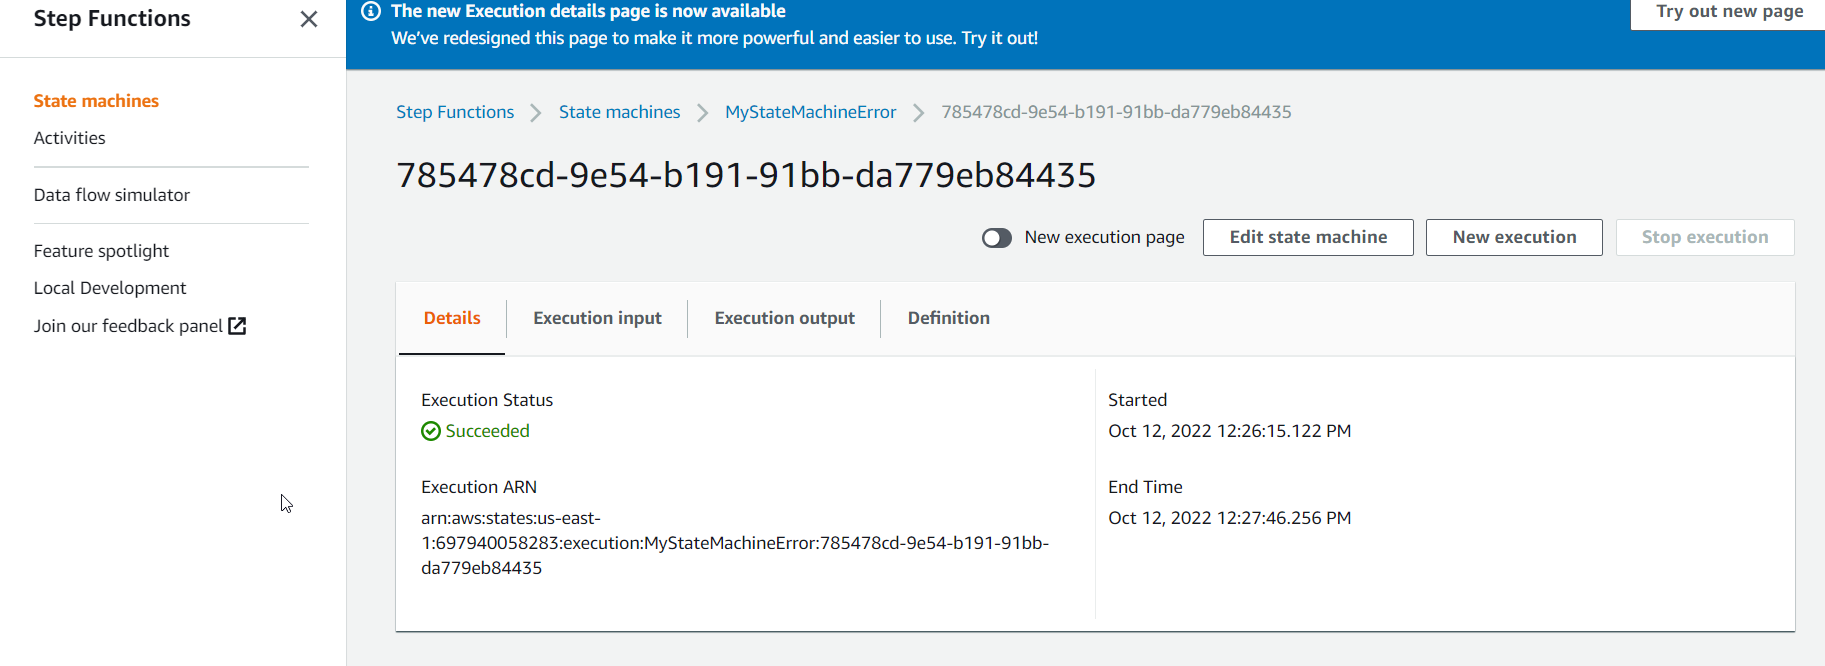 Step Functions
State machines
Activities
Data flow simulator
Feature spotlight
Local Development
Join our feedback panel
The new Execution details page is now available
We've redesigned this page to make it more powerful and easier to use. Try it out!
Try out new page
Step Functions State machines MyStateMachineError 785478cd-9e54-b191-91bb-da779eb84435
785478cd-9e54-b191-91bb-da779eb84435
New execution page Edit state machine New execution Stop execution
Details Execution input Execution output Definition
Execution Status
Succeeded
Execution ARN
arn:aws:states:us-east-
1:697940058283:execution:MyStateMachineError:785478cd-9e54-b191-91bb-
da779eb84435
Started
Oct 12, 2022 12:26:15.122 PM
End Time
Oct 12, 2022 12:27:46.256 PM